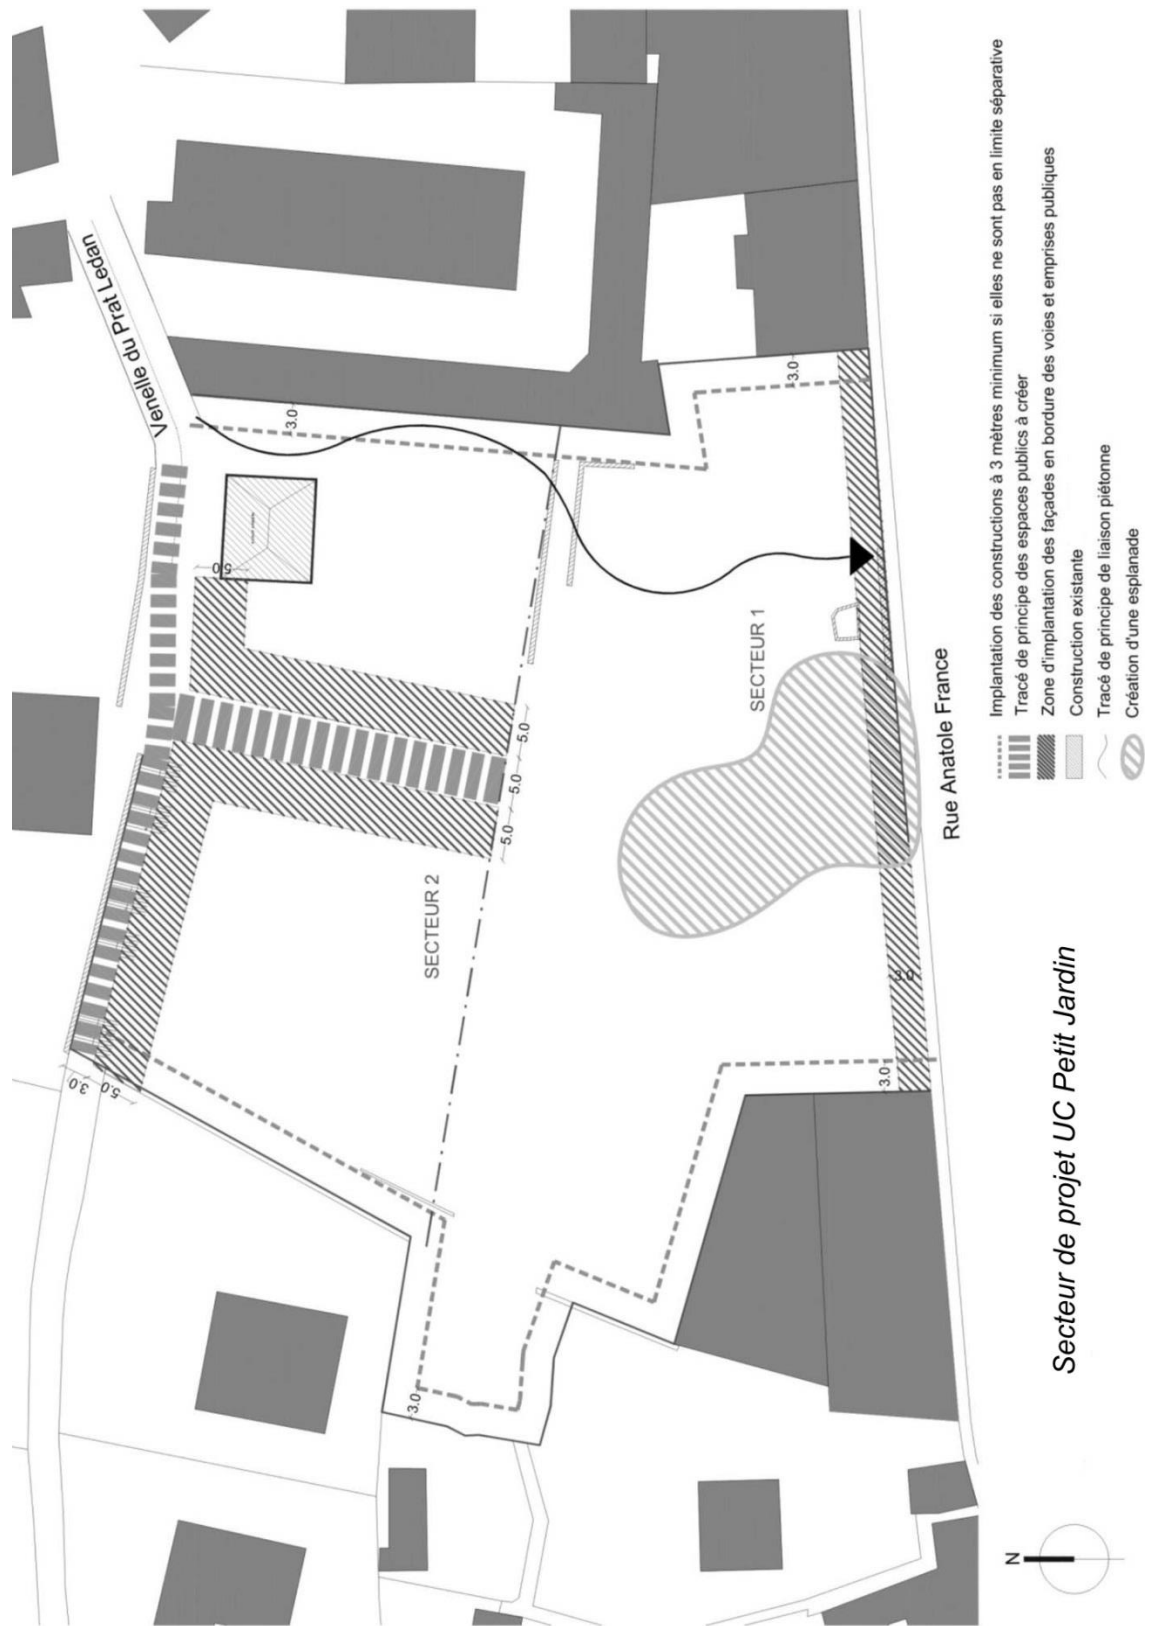 Venelle du Prat Ledan
3.0
5.0
3.0
5.0
3.0
5.0
5.0
5.0
SECTEUR 2
SECTEUR 1
3.0
3.0
3.0
3.0
Rue Anatole France
Implantation des constructions à 3 mètres minimum si elles ne sont pas en limite séparative
Tracé de principe des espaces publics à créer
Zone d'implantation des façades en bordure des voies et emprises publiques
Construction existante
Tracé de principe de liaison piétonne
Création d'une esplanade
Secteur de projet UC Petit Jardin
N